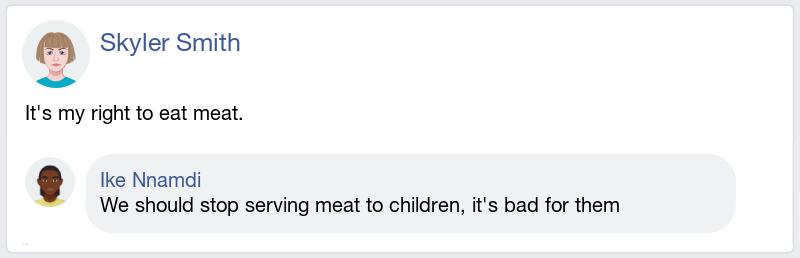 Skyler Smith
It's my right to eat meat.
Ike Nnamdi
We should stop serving meat to children, it's bad for them